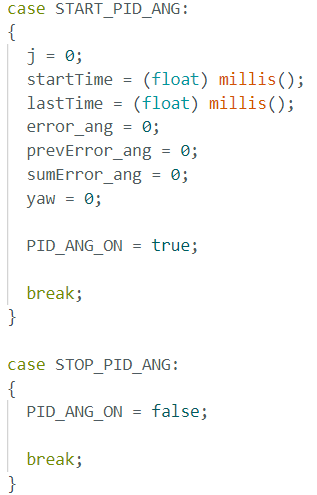 case START_PID_ANG:
{
  j = 0;
  startTime = (float) millis();
  lastTime = (float) millis();
  error_ang = 0;
  prevError_ang = 0;
  sumError_ang = 0;
  yaw = 0;

  PID_ANG_ON = true;

  break;
}

case STOP_PID_ANG:
{
  PID_ANG_ON = false;

  break;
}